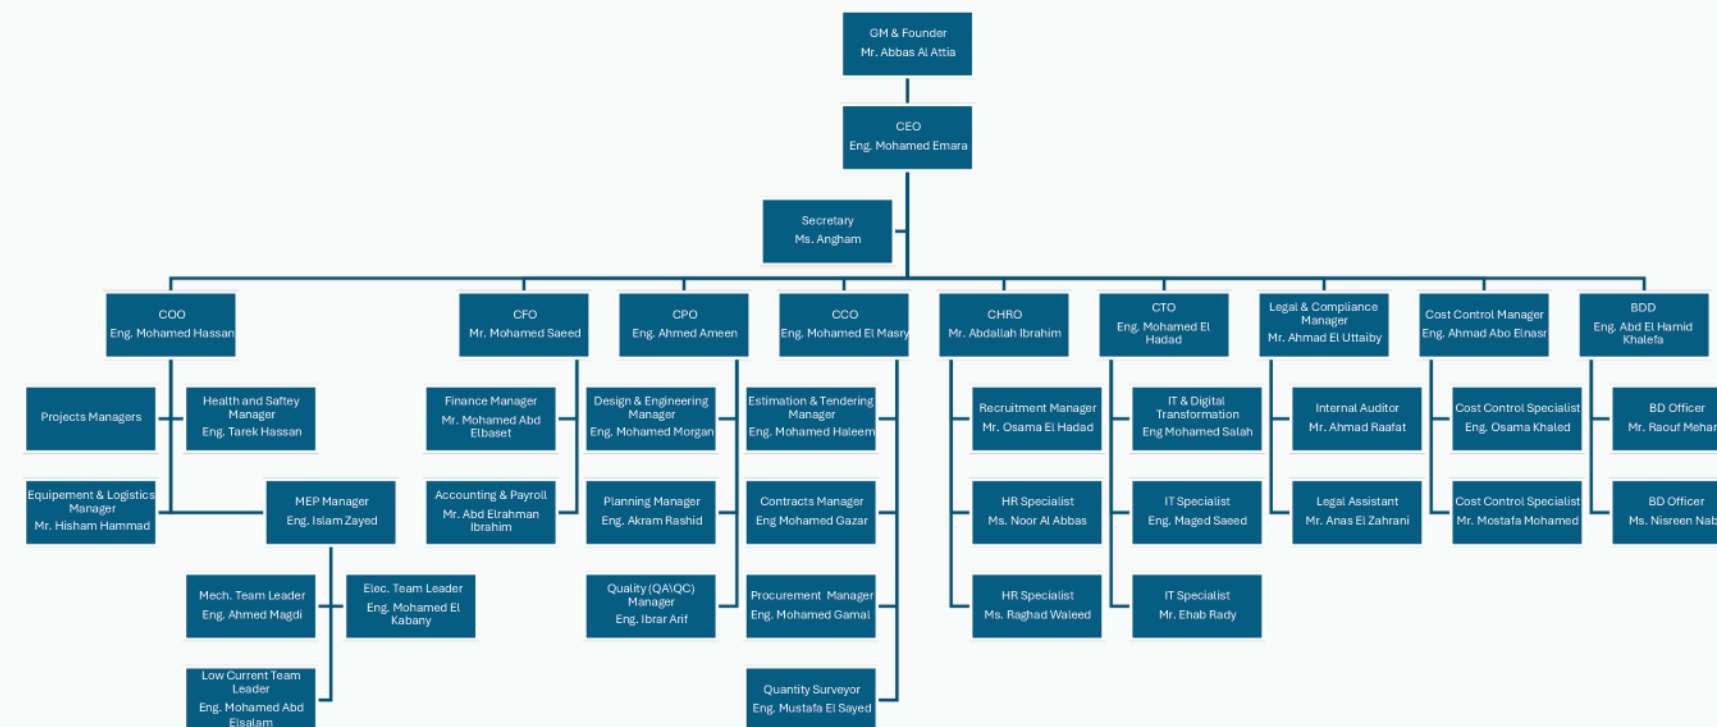 GM & Founder
Mr. Abbas Al Attia
CEO
Eng. Mohamed Emara
Secretary
Ms. Angham
COO
Eng. Mohamed Hassan
CFO
Mr. Mohamed Saeed
CPO
Eng. Ahmed Ameen
CCO
Eng. Mohamed El Masry
CHRO
Mr. Abdallah Ibrahim
CTO
Eng. Mohamed El
Hadad
Legal & Compliance
Manager
Mr. Ahmad El Uttaiby
Cost Control Manager
Eng. Ahmad Abo Elnasr
BDD
Eng. Abd El Hamid
Khalefa
Projects Managers
Health and Saftey
Manager
Eng. Tarek Hassan
Finance Manager
Mr. Mohamed Abd
Elbaset
Design & Engineering
Manager
Eng. Mohamed Morgan
Estimation & Tendering
Manager
Eng. Mohamed Haleem
Recruitment Manager
Mr. Osama El Hadad
IT & Digital
Transformation
Eng Mohamed Salah
Internal Auditor
Mr. Ahmad Raafat
Cost Control Specialist
Eng. Osama Khaled
BD Officer
Mr. Raouf
Equipement & Logistics
Manager
Mr. Hisham Hammad
MEP Manager
Eng. Islam Zayed
Accounting & Payroll
Mr. Abd Elrahman
Ibrahim
Planning Manager
Eng. Akram Rashid
Contracts Manager
Eng Mohamed Gazar
HR Specialist
Ms. Noor Al Abbas
IT Specialist
Eng. Maged Saeed
Legal Assistant
Mr. Anas El Zahrani
Cost Control Specialist
Mr. Mostafa Mohamed
BD Officer
Ms. Nisreen
Mech. Team Leader
Eng. Ahmed Magdi
Elec. Team Leader
Eng. Mohamed El
Kabany
Quality (QA\QC)
Manager
Eng. Ibrar Arif
Procurement Manager
Eng. Mohamed Gamal
HR Specialist
Ms. Raghad Waleed
IT Specialist
Mr. Ehab Rady
Low Current Team
Leader
Eng. Mohamed Abd
Elsalam
Quantity Surveyor
Eng. Mustafa El Sayed